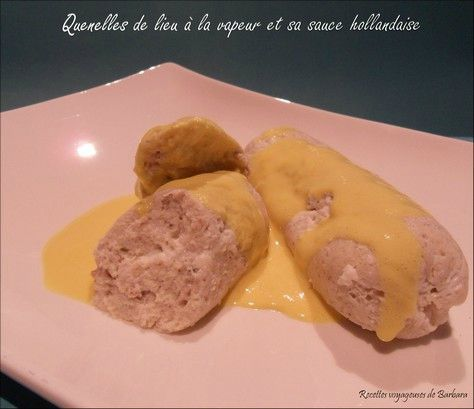 Quenelles de lieu à la vapeur et sa sauce hollandaise
Recettes voyageuses de Barbara